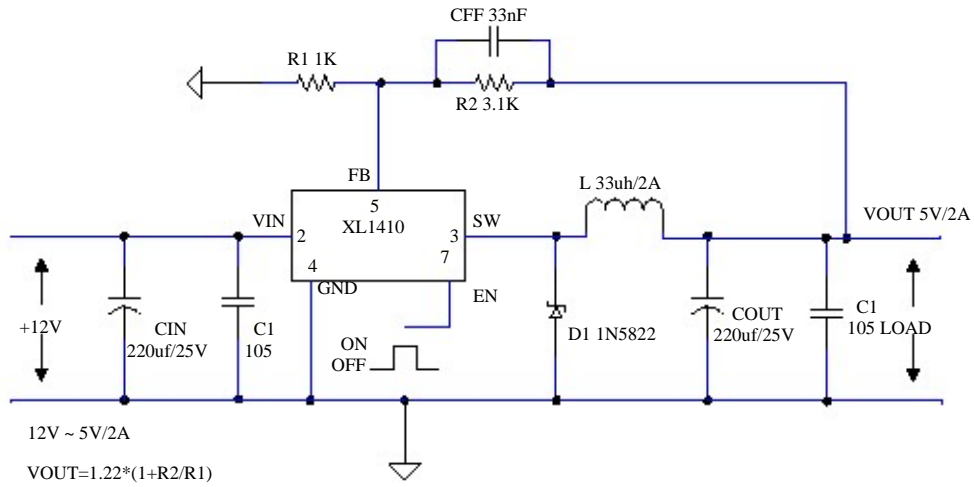 CFF 33nF
R1 1K
R2 3.1K
FB
5
L 33uh/2A
VIN
XL1410
SW
VOUT 5V/2A
2
3
4
7
GND
EN
+12V
CIN
220uf/25V
C1
105
ON
OFF
D1 1N5822
COUT
220uf/25V
C1
105 LOAD
12V ~ 5V/2A
VOUT=1.22*(1+R2/R1)